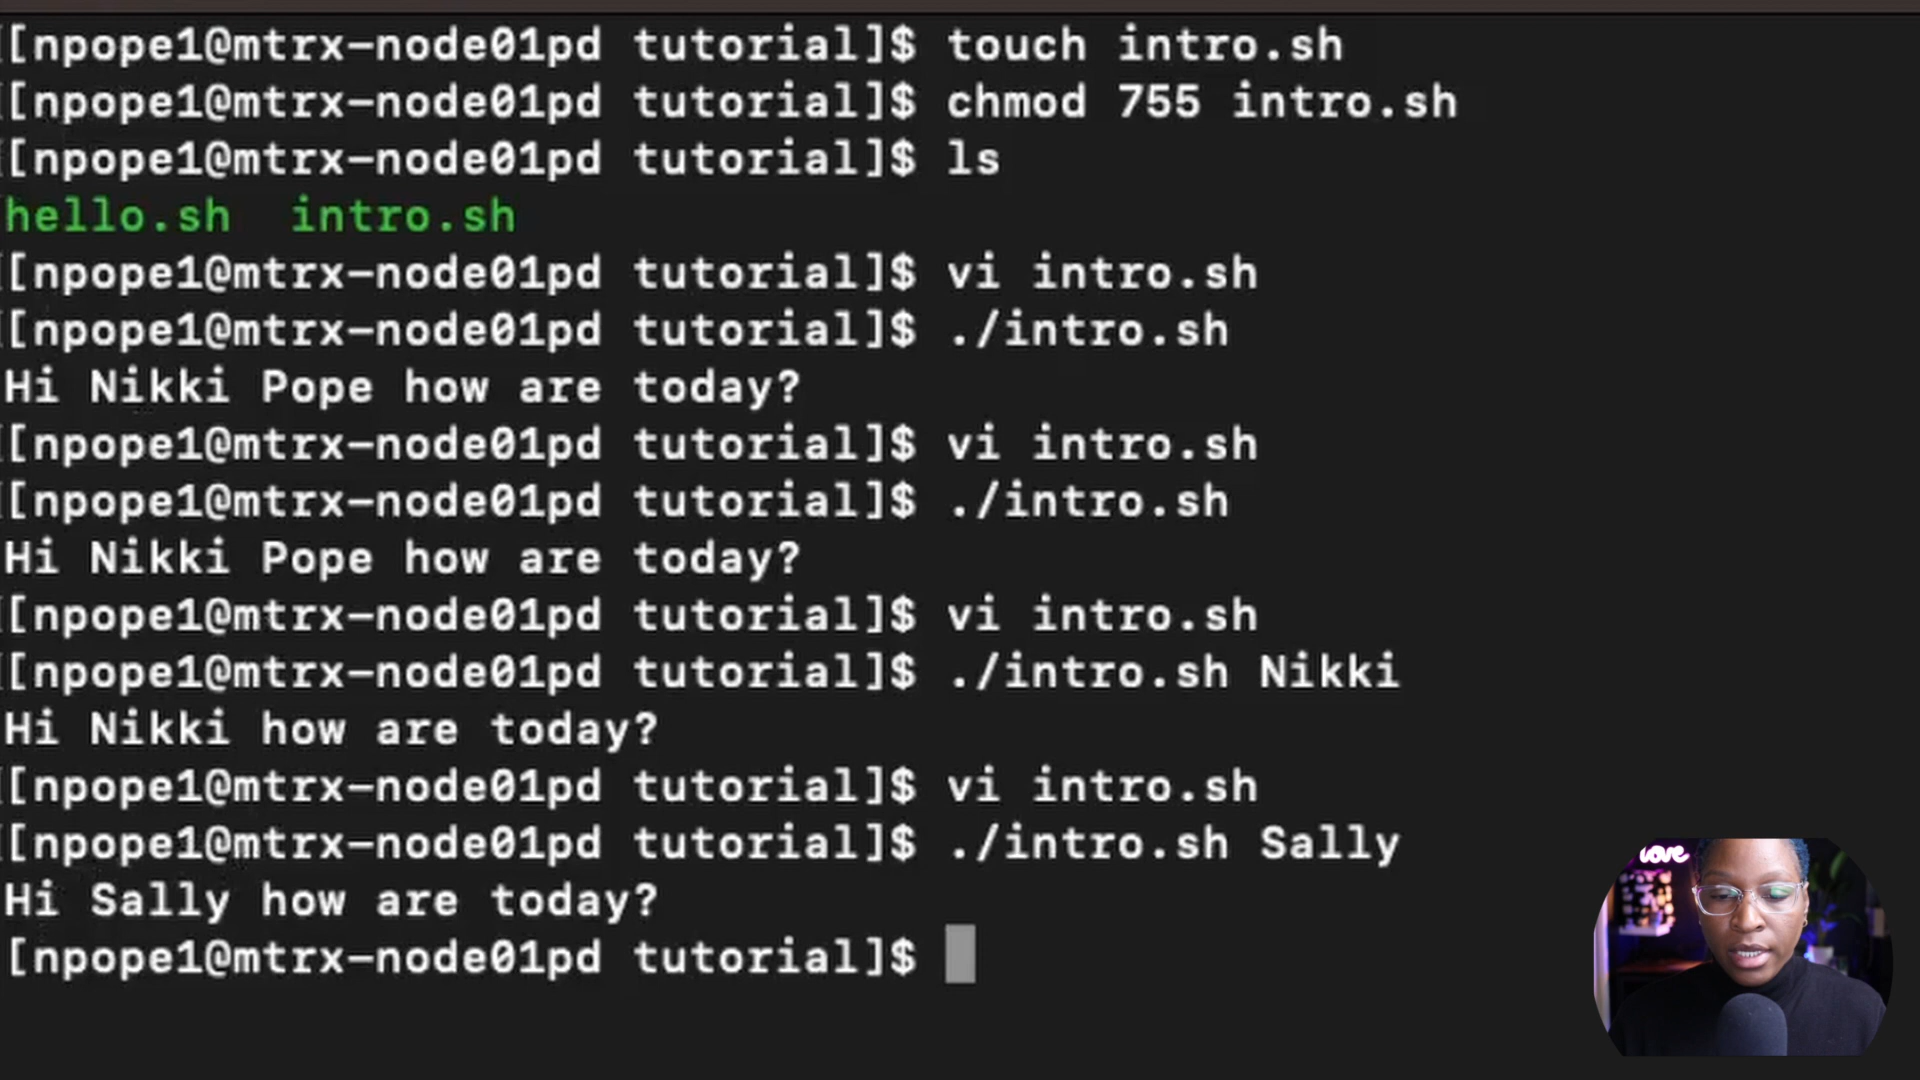 [npope1@mtrx-node01pd tutorial]$ touch intro.sh
[npope1@mtrx-node01pd tutorial]$ chmod 755 intro.sh
[npope1@mtrx-node01pd tutorial]$ ls
hello.sh  intro.sh
[npope1@mtrx-node01pd tutorial]$ vi intro.sh
[npope1@mtrx-node01pd tutorial]$ ./intro.sh
Hi Nikki Pope how are today?
[npope1@mtrx-node01pd tutorial]$ vi intro.sh
[npope1@mtrx-node01pd tutorial]$ ./intro.sh
Hi Nikki Pope how are today?
[npope1@mtrx-node01pd tutorial]$ vi intro.sh
[npope1@mtrx-node01pd tutorial]$ ./intro.sh Nikki
Hi Nikki how are today?
[npope1@mtrx-node01pd tutorial]$ vi intro.sh
[npope1@mtrx-node01pd tutorial]$ ./intro.sh Sally
Hi Sally how are today?
[npope1@mtrx-node01pd tutorial]$
love